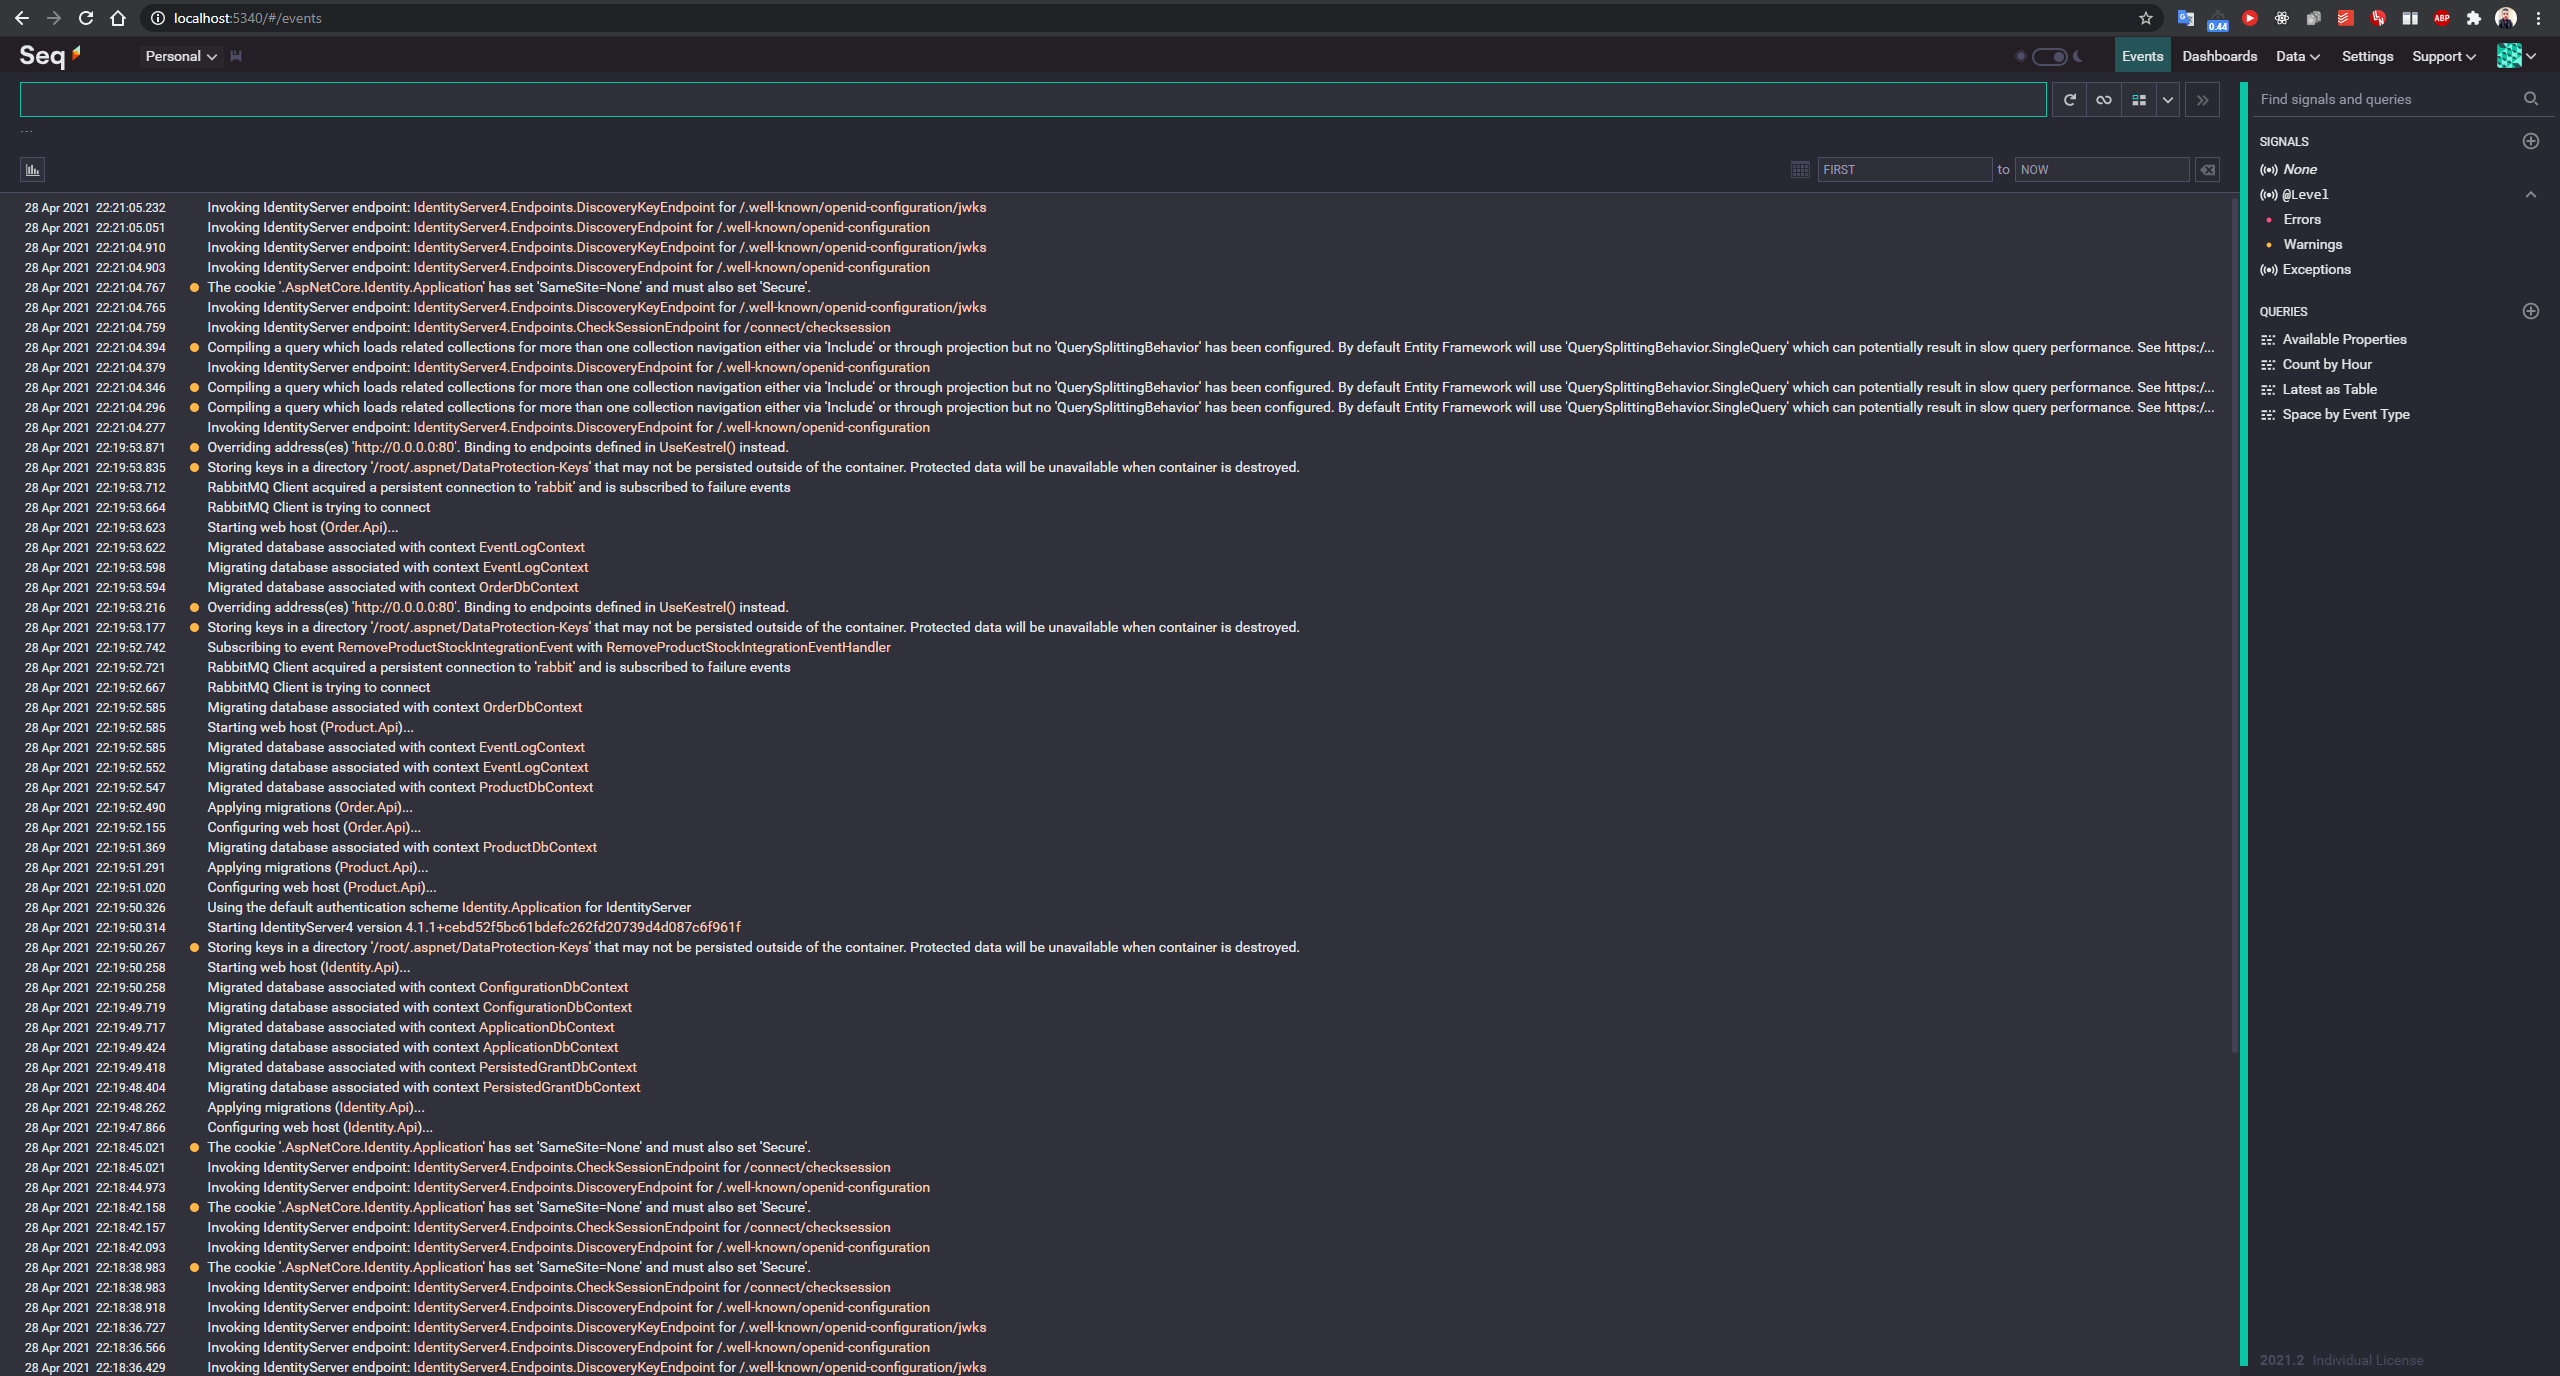 localhost:5340/#/events
0.44
ABP
Seq
Personal
Events Dashboards Data Settings Support
Find signals and queries
...
SIGNALS
FIRST to NOW
None
@Level
Errors
Warnings
Exceptions
QUERIES
Available Properties
Count by Hour
Latest as Table
Space by Event Type
28 Apr 2021 22:21:05.232 Invoking IdentityServer endpoint: IdentityServer4.Endpoints.DiscoveryKeyEndpoint for /.well-known/openid-configuration/jwks
28 Apr 2021 22:21:05.051 Invoking IdentityServer endpoint: IdentityServer4.Endpoints.DiscoveryEndpoint for /.well-known/openid-configuration
28 Apr 2021 22:21:04.910 Invoking IdentityServer endpoint: IdentityServer4.Endpoints.DiscoveryKeyEndpoint for /.well-known/openid-configuration/jwks
28 Apr 2021 22:21:04.903 Invoking IdentityServer endpoint: IdentityServer4.Endpoints.DiscoveryEndpoint for /.well-known/openid-configuration
28 Apr 2021 22:21:04.767 The cookie '.AspNetCore.Identity.Application' has set 'SameSite=None' and must also set 'Secure'.
28 Apr 2021 22:21:04.765 Invoking IdentityServer endpoint: IdentityServer4.Endpoints.DiscoveryKeyEndpoint for /.well-known/openid-configuration/jwks
28 Apr 2021 22:21:04.759 Invoking IdentityServer endpoint: IdentityServer4.Endpoints.CheckSessionEndpoint for /connect/checksession
28 Apr 2021 22:21:04.394 Compiling a query which loads related collections for more than one collection navigation either via 'Include' or through projection but no 'QuerySplittingBehavior' has been configured. By default Entity Framework will use 'QuerySplittingBehavior.SingleQuery' which can potentially result in slow query performance. See https:/...
28 Apr 2021 22:21:04.379 Invoking IdentityServer endpoint: IdentityServer4.Endpoints.DiscoveryEndpoint for /.well-known/openid-configuration
28 Apr 2021 22:21:04.346 Compiling a query which loads related collections for more than one collection navigation either via 'Include' or through projection but no 'QuerySplittingBehavior' has been configured. By default Entity Framework will use 'QuerySplittingBehavior.SingleQuery' which can potentially result in slow query performance. See https:/...
28 Apr 2021 22:21:04.296 Compiling a query which loads related collections for more than one collection navigation either via 'Include' or through projection but no 'QuerySplittingBehavior' has been configured. By default Entity Framework will use 'QuerySplittingBehavior.SingleQuery' which can potentially result in slow query performance. See https:/...
28 Apr 2021 22:21:04.277 Invoking IdentityServer endpoint: IdentityServer4.Endpoints.DiscoveryEndpoint for /.well-known/openid-configuration
28 Apr 2021 22:19:53.871 Overriding address(es) 'http://0.0.0.0:80'. Binding to endpoints defined in UseKestrel() instead.
28 Apr 2021 22:19:53.835 Storing keys in a directory '/root/.aspnet/DataProtection-Keys' that may not be persisted outside of the container. Protected data will be unavailable when container is destroyed.
28 Apr 2021 22:19:53.712 RabbitMQ Client acquired a persistent connection to 'rabbit' and is subscribed to failure events
28 Apr 2021 22:19:53.664 RabbitMQ Client is trying to connect
28 Apr 2021 22:19:53.623 Starting web host (Order.Api)...
28 Apr 2021 22:19:53.622 Migrated database associated with context EventLogContext
28 Apr 2021 22:19:53.598 Migrating database associated with context EventLogContext
28 Apr 2021 22:19:53.594 Migrated database associated with context OrderDbContext
28 Apr 2021 22:19:53.216 Overriding address(es) 'http://0.0.0.0:80'. Binding to endpoints defined in UseKestrel() instead.
28 Apr 2021 22:19:53.177 Storing keys in a directory '/root/.aspnet/DataProtection-Keys' that may not be persisted outside of the container. Protected data will be unavailable when container is destroyed.
28 Apr 2021 22:19:52.742 Subscribing to event RemoveProductStockIntegrationEvent with RemoveProductStockIntegrationEventHandler
28 Apr 2021 22:19:52.721 RabbitMQ Client acquired a persistent connection to 'rabbit' and is subscribed to failure events
28 Apr 2021 22:19:52.667 RabbitMQ Client is trying to connect
28 Apr 2021 22:19:52.585 Migrating database associated with context OrderDbContext
28 Apr 2021 22:19:52.585 Starting web host (Product.Api)...
28 Apr 2021 22:19:52.585 Migrated database associated with context EventLogContext
28 Apr 2021 22:19:52.552 Migrating database associated with context EventLogContext
28 Apr 2021 22:19:52.547 Migrated database associated with context ProductDbContext
28 Apr 2021 22:19:52.490 Applying migrations (Order.Api)...
28 Apr 2021 22:19:52.155 Configuring web host (Order.Api)...
28 Apr 2021 22:19:51.369 Migrating database associated with context ProductDbContext
28 Apr 2021 22:19:51.291 Applying migrations (Product.Api)...
28 Apr 2021 22:19:51.020 Configuring web host (Product.Api)...
28 Apr 2021 22:19:50.326 Using the default authentication scheme Identity.Application for IdentityServer
28 Apr 2021 22:19:50.314 Starting IdentityServer4 version 4.1.1+cebd52f5bc61bdefc262fd20739d4d087c6f961f
28 Apr 2021 22:19:50.267 Storing keys in a directory '/root/.aspnet/DataProtection-Keys' that may not be persisted outside of the container. Protected data will be unavailable when container is destroyed.
28 Apr 2021 22:19:50.258 Starting web host (Identity.Api)...
28 Apr 2021 22:19:50.258 Migrated database associated with context ConfigurationDbContext
28 Apr 2021 22:19:49.719 Migrating database associated with context ConfigurationDbContext
28 Apr 2021 22:19:49.717 Migrated database associated with context ApplicationDbContext
28 Apr 2021 22:19:49.424 Migrating database associated with context ApplicationDbContext
28 Apr 2021 22:19:49.418 Migrated database associated with context PersistedGrantDbContext
28 Apr 2021 22:19:48.404 Migrating database associated with context PersistedGrantDbContext
28 Apr 2021 22:19:48.262 Applying migrations (Identity.Api)...
28 Apr 2021 22:19:47.866 Configuring web host (Identity.Api)...
28 Apr 2021 22:18:45.021 The cookie '.AspNetCore.Identity.Application' has set 'SameSite=None' and must also set 'Secure'.
28 Apr 2021 22:18:45.021 Invoking IdentityServer endpoint: IdentityServer4.Endpoints.CheckSessionEndpoint for /connect/checksession
28 Apr 2021 22:18:44.973 Invoking IdentityServer endpoint: IdentityServer4.Endpoints.DiscoveryEndpoint for /.well-known/openid-configuration
28 Apr 2021 22:18:42.158 The cookie '.AspNetCore.Identity.Application' has set 'SameSite=None' and must also set 'Secure'.
28 Apr 2021 22:18:42.157 Invoking IdentityServer endpoint: IdentityServer4.Endpoints.CheckSessionEndpoint for /connect/checksession
28 Apr 2021 22:18:42.093 Invoking IdentityServer endpoint: IdentityServer4.Endpoints.DiscoveryEndpoint for /.well-known/openid-configuration
28 Apr 2021 22:18:38.983 The cookie '.AspNetCore.Identity.Application' has set 'SameSite=None' and must also set 'Secure'.
28 Apr 2021 22:18:38.983 Invoking IdentityServer endpoint: IdentityServer4.Endpoints.CheckSessionEndpoint for /connect/checksession
28 Apr 2021 22:18:38.918 Invoking IdentityServer endpoint: IdentityServer4.Endpoints.DiscoveryEndpoint for /.well-known/openid-configuration
28 Apr 2021 22:18:36.727 Invoking IdentityServer endpoint: IdentityServer4.Endpoints.DiscoveryKeyEndpoint for /.well-known/openid-configuration/jwks
28 Apr 2021 22:18:36.566 Invoking IdentityServer endpoint: IdentityServer4.Endpoints.DiscoveryEndpoint for /.well-known/openid-configuration
28 Apr 2021 22:18:36.429 Invoking IdentityServer endpoint: IdentityServer4.Endpoints.DiscoveryKeyEndpoint for /.well-known/openid-configuration/jwks
2021.2 Individual License